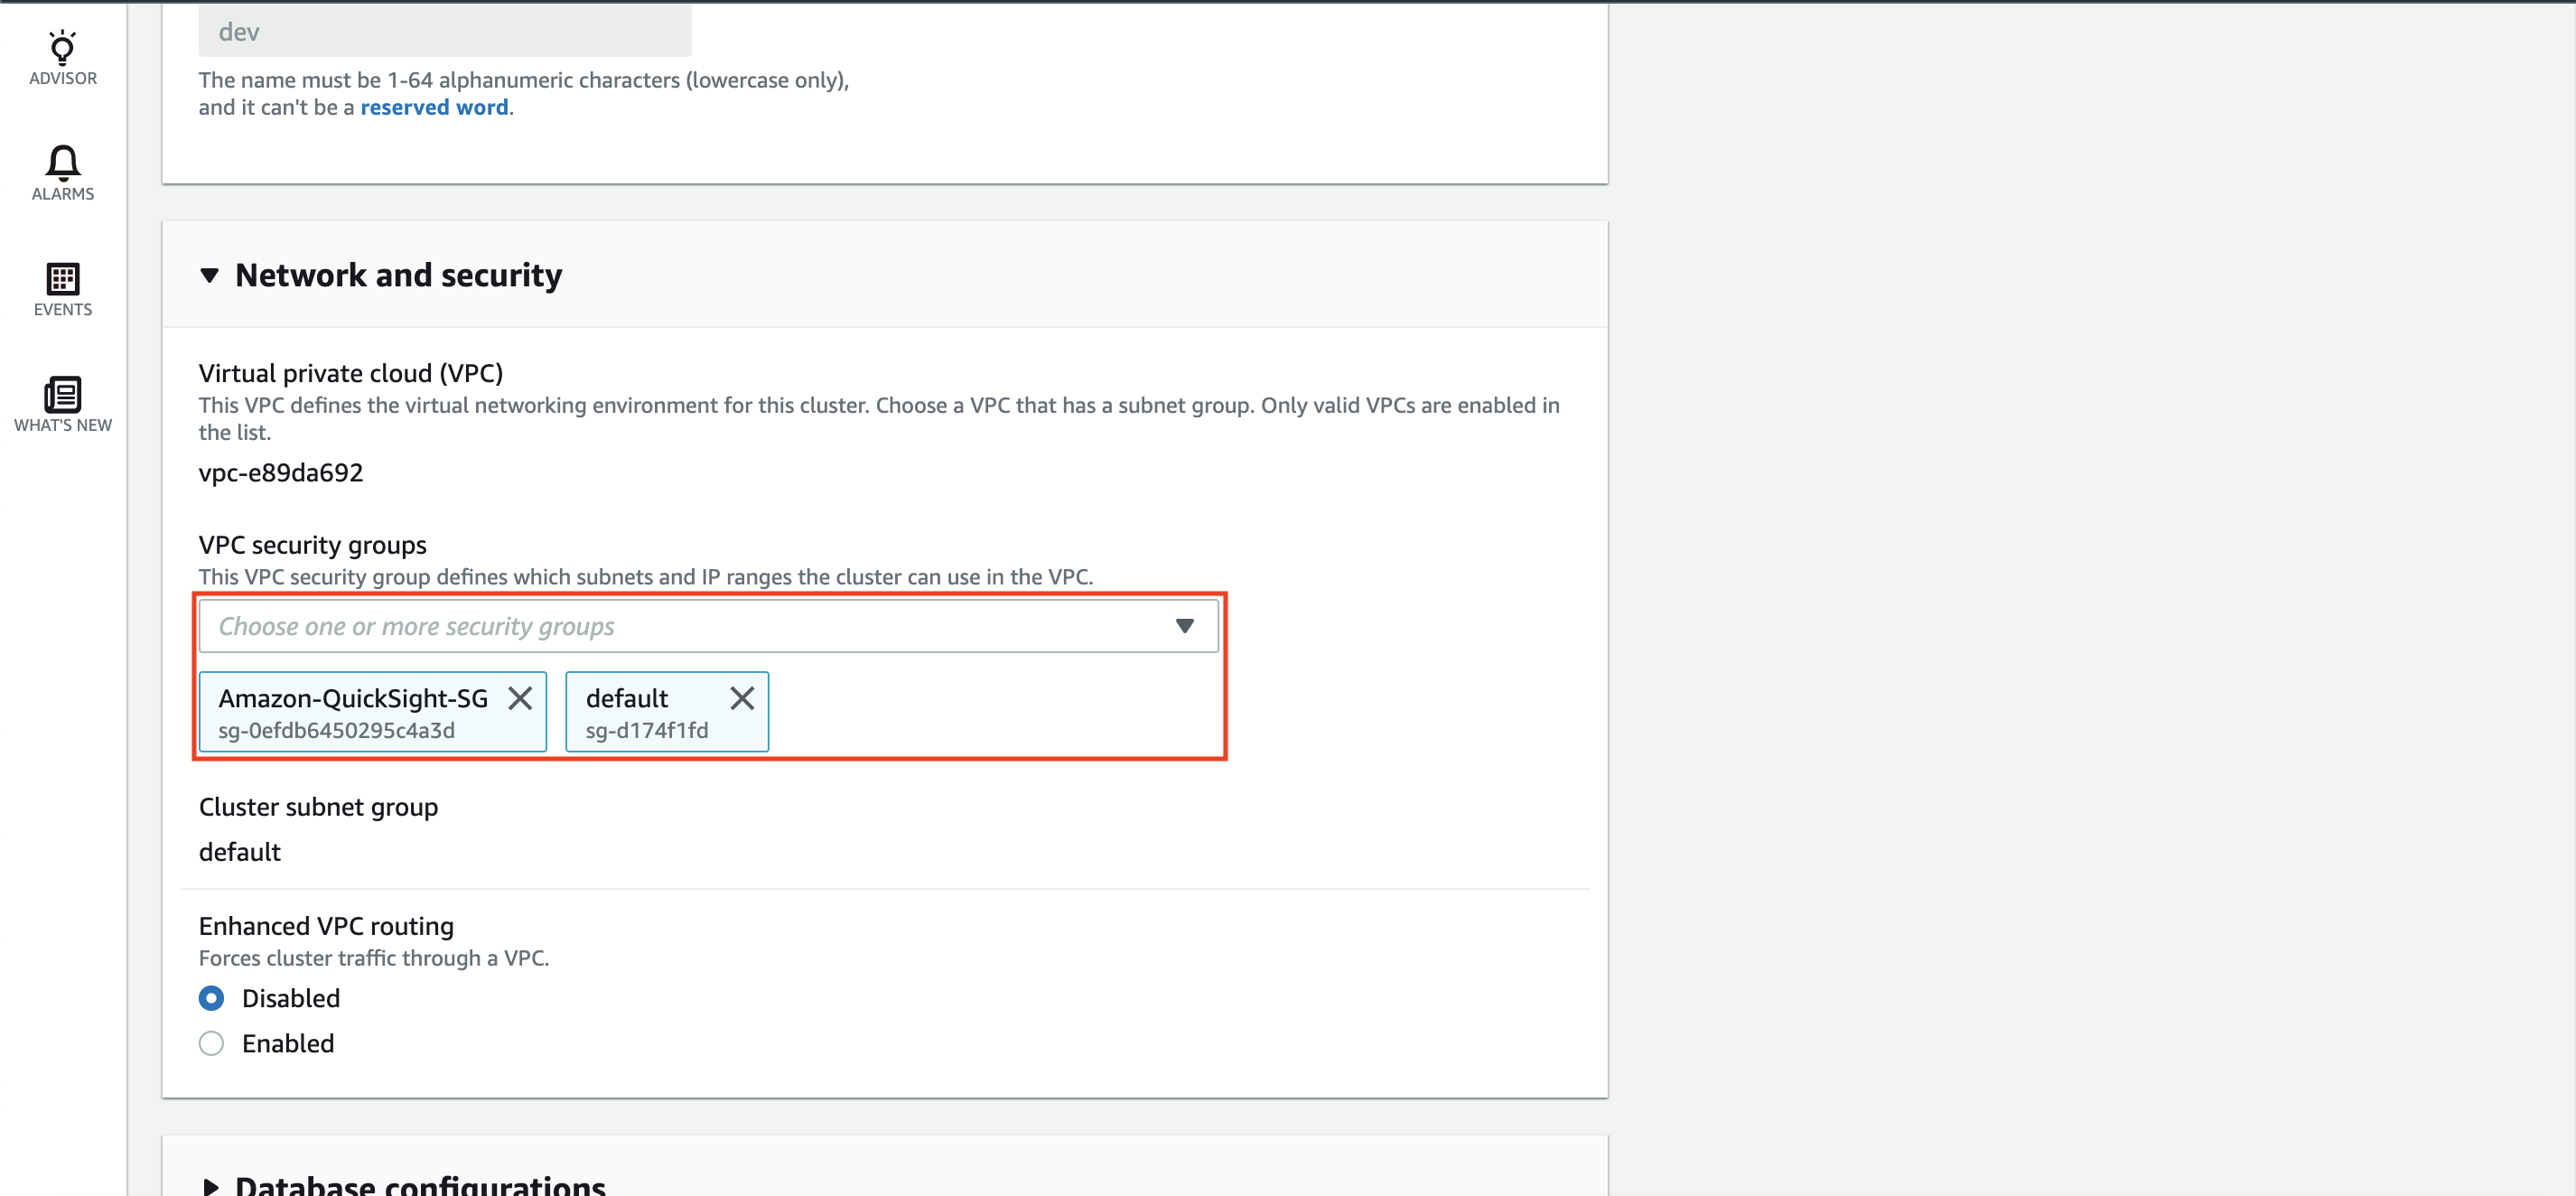 dev
The name must be 1-64 alphanumeric characters (lowercase only),
and it can't be a reserved word.
ADVISOR
ALARMS
EVENTS
WHAT'S NEW
Network and security
Virtual private cloud (VPC)
This VPC defines the virtual networking environment for this cluster. Choose a VPC that has a subnet group. Only valid VPCs are enabled in
the list.
vpc-e89da692
VPC security groups
This VPC security group defines which subnets and IP ranges the cluster can use in the VPC.
Choose one or more security groups
Amazon-QuickSight-SG
sg-0efdb6450295c4a3d
default
sg-d174f1fd
Cluster subnet group
default
Enhanced VPC routing
Forces cluster traffic through a VPC.
Disabled
Enabled
Database configurations